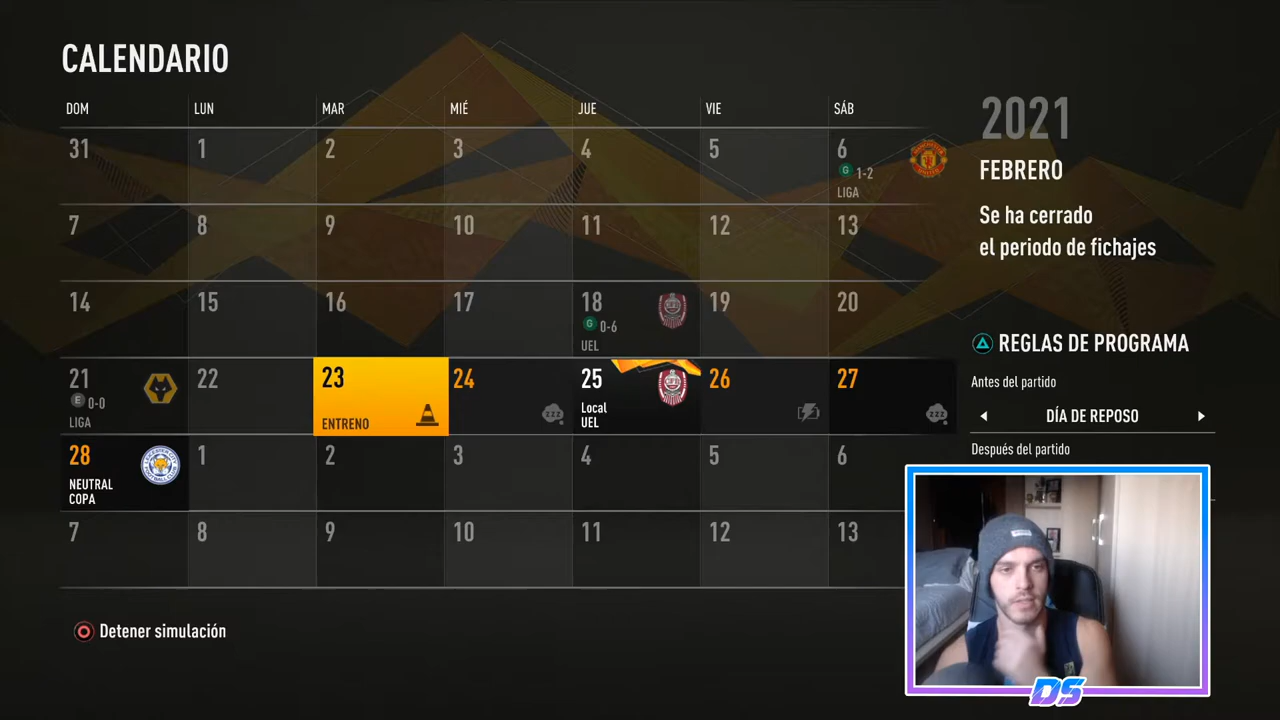 CALENDARIO
DOM LUN MAR MIÉ JUE VIE SÁB
31 1 2 3 4 5 6
G 1-2
LIGA
7 8 9 10 11 12 13
14 15 16 17 18 19 20
G 0-6
UEL
21 22 23 24 25 26 27
E 0-0
LIGA
ENTRENO
zzz
Local
UEL
zzz
28 1 2 3 4 5 6
NEUTRAL
COPA
7 8 9 10 11 12 13
Detener simulación
2021
FEBRERO
Se ha cerrado
el periodo de fichajes
REGLAS DE PROGRAMA
Antes del partido
DÍA DE REPOSO
Después del partido
DS